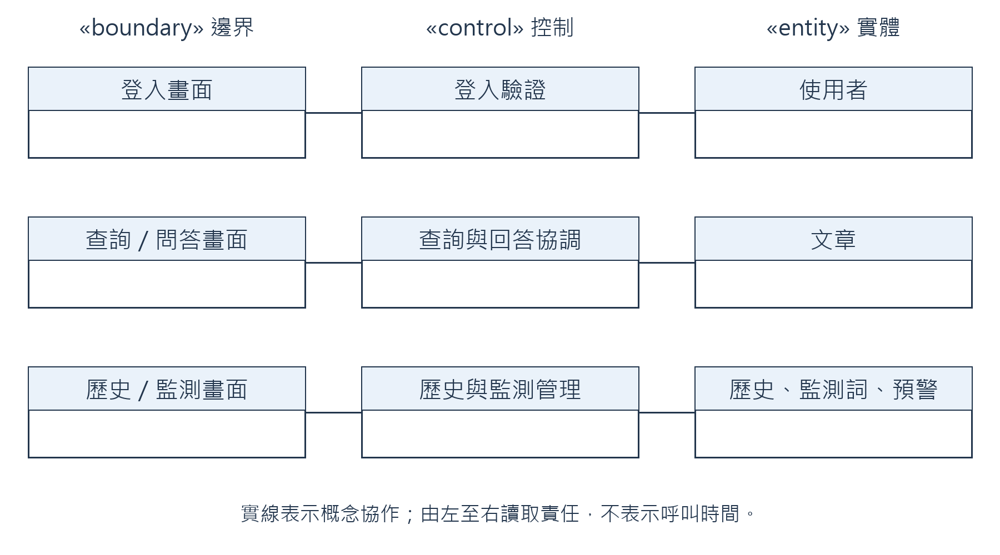 «boundary» 邊界
«control» 控制
«entity» 實體
登入畫面
登入驗證
使用者
查詢 / 問答畫面
查詢與回答協調
文章
歷史 / 監測畫面
歷史與監測管理
歷史、監測詞、預警
實線表示概念協作；由左至右讀取責任，不表示呼叫時間。